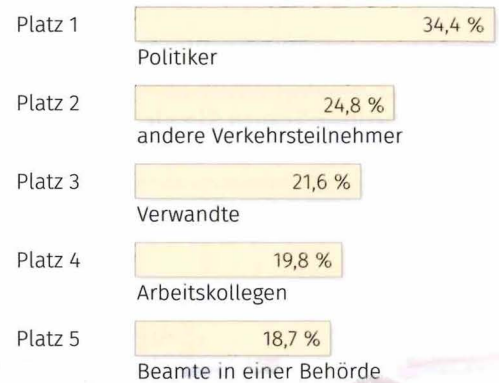 Platz 1 34,4 %
Politiker
Platz 2 24,8 %
andere Verkehrsteilnehmer
Platz 3 21,6 %
Verwandte
Platz 4 19,8 %
Arbeitskollegen
Platz 5 18,7 %
Beamte in einer Behörde